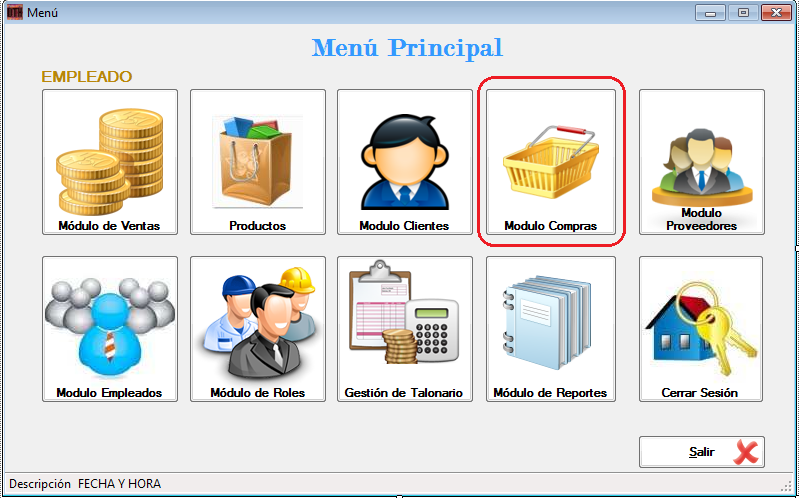 Menú
Menú Principal
EMPLEADO
Módulo de Ventas
Productos
Modulo Clientes
Modulo Compras
Modulo
Proveedores
Modulo Empleados
Módulo de Roles
Gestión de Talonario
Módulo de Reportes
Cerrar Sesión
Salir
Descripción FECHA Y HORA